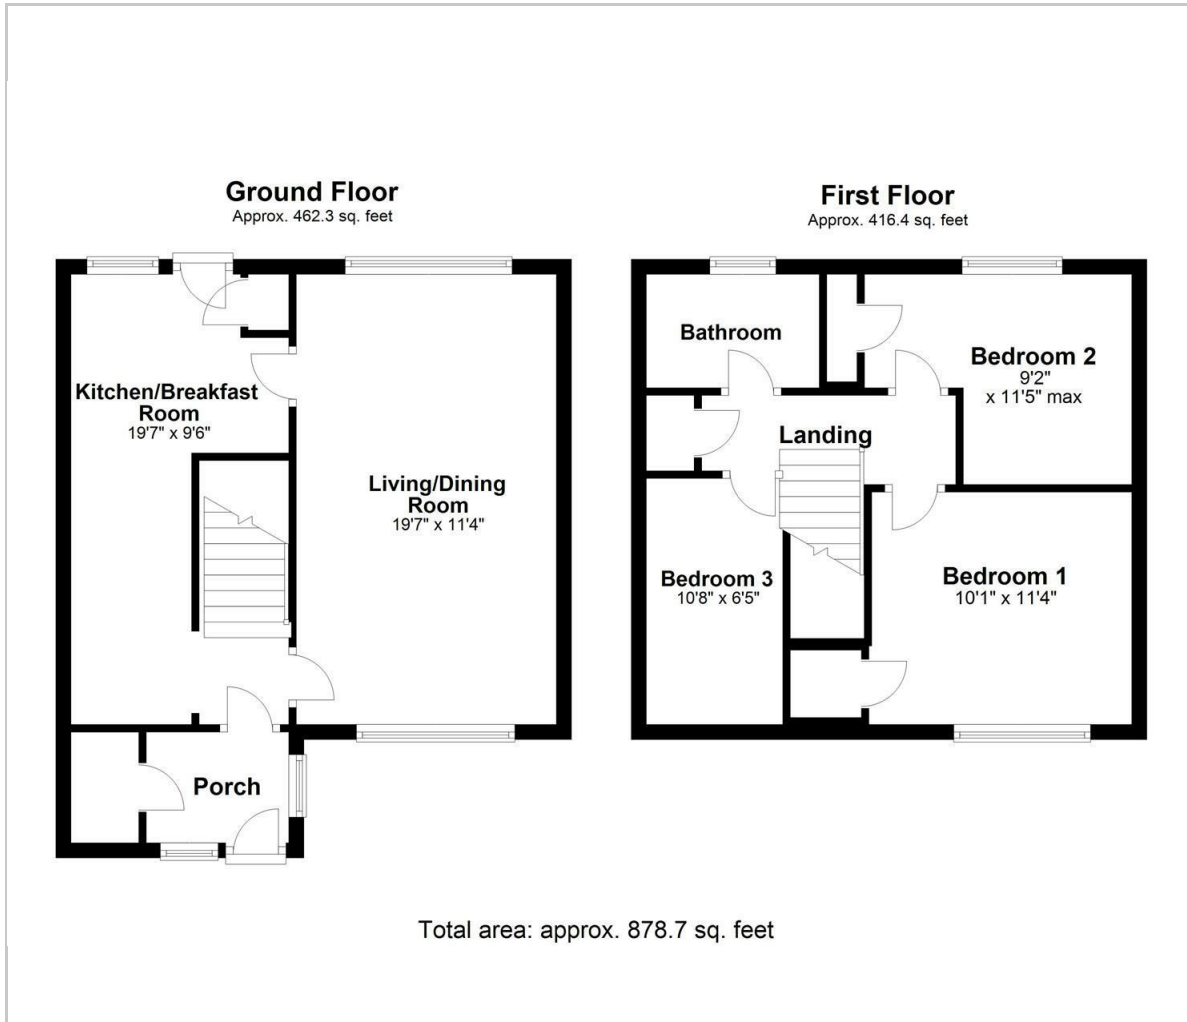 Ground Floor
Approx. 462.3 sq. feet
Kitchen/Breakfast
Room
19'7" x 9'6"
Living/Dining
Room
19'7" x 11'4"
Porch
First Floor
Approx. 416.4 sq. feet
Bathroom
Bedroom 2
9'2"
x 11'5" max
Landing
Bedroom 3
10'8" x 6'5"
Bedroom 1
10'1" x 11'4"
Total area: approx. 878.7 sq. feet